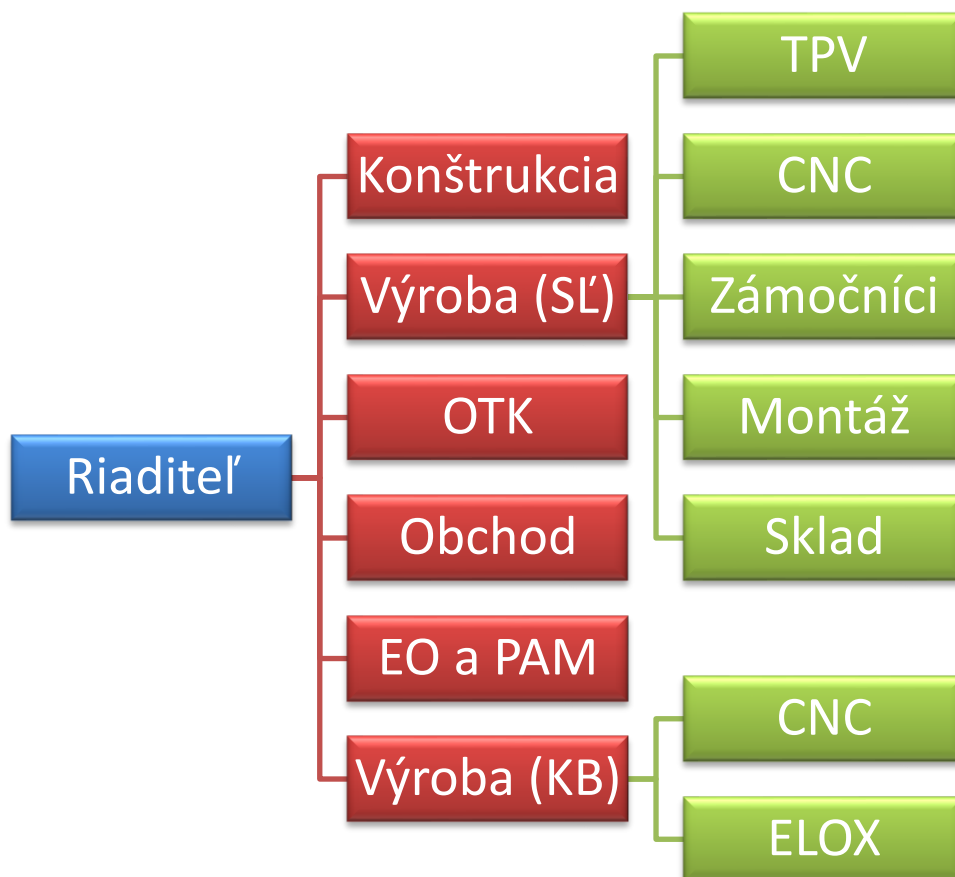 Riaditeľ
Konštrukcia
Výroba (SĽ)
TPV
CNC
Zámočníci
Montáž
Sklad
OTK
Obchod
EO a PAM
Výroba (KB)
CNC
ELOX